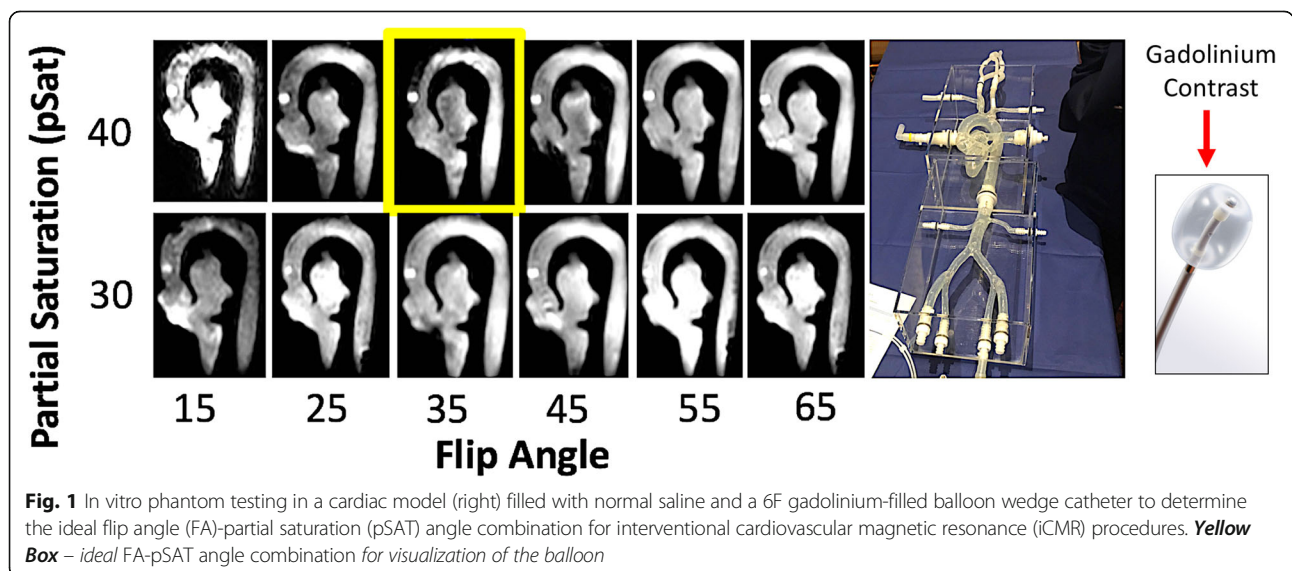 Partial Saturation (pSat)
40
30
15 25 35 45 55 65
Flip Angle
Gadolinium
Contrast
Fig. 1 In vitro phantom testing in a cardiac model (right) filled with normal saline and a 6F gadolinium-filled balloon wedge catheter to determine
the ideal flip angle (FA)-partial saturation (pSAT) angle combination for interventional cardiovascular magnetic resonance (iCMR) procedures. Yellow
Box – ideal FA-pSAT angle combination for visualization of the balloon